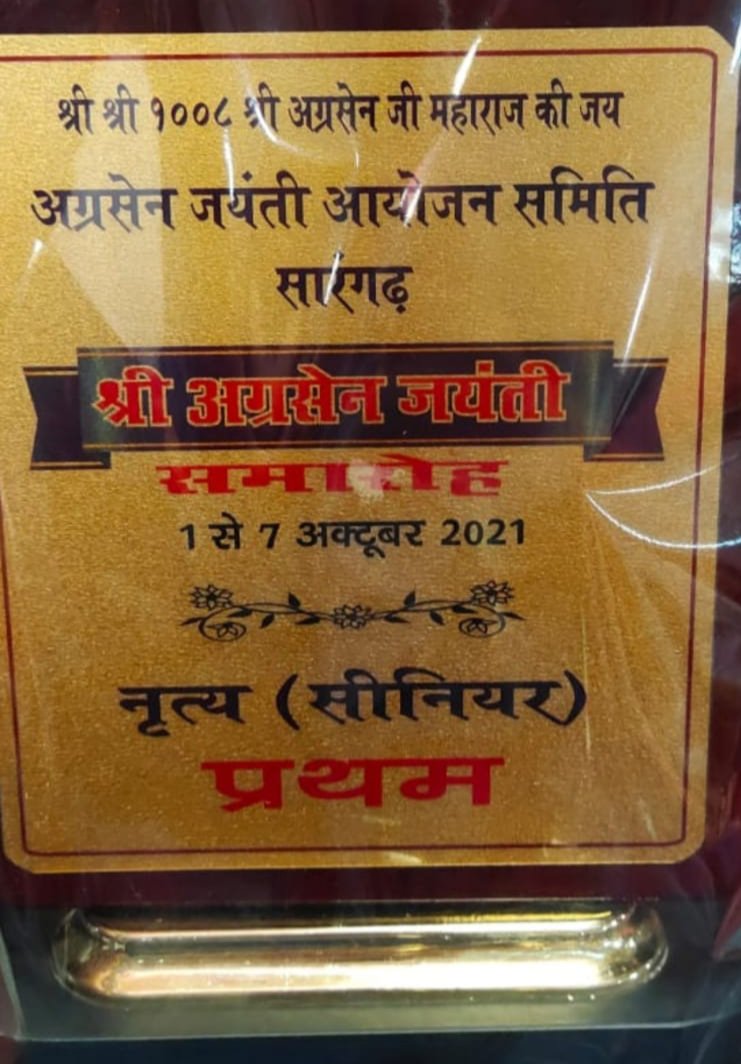 श्री श्री १००८ श्री अग्रसेन जी महाराज की जय
अग्रसेन जयंती आयोजन समिति
सारंगढ़
श्री अग्रसेन जयंती
समारोह
1 से 7 अक्टूबर 2021
नृत्य (सीनियर)
प्रथम